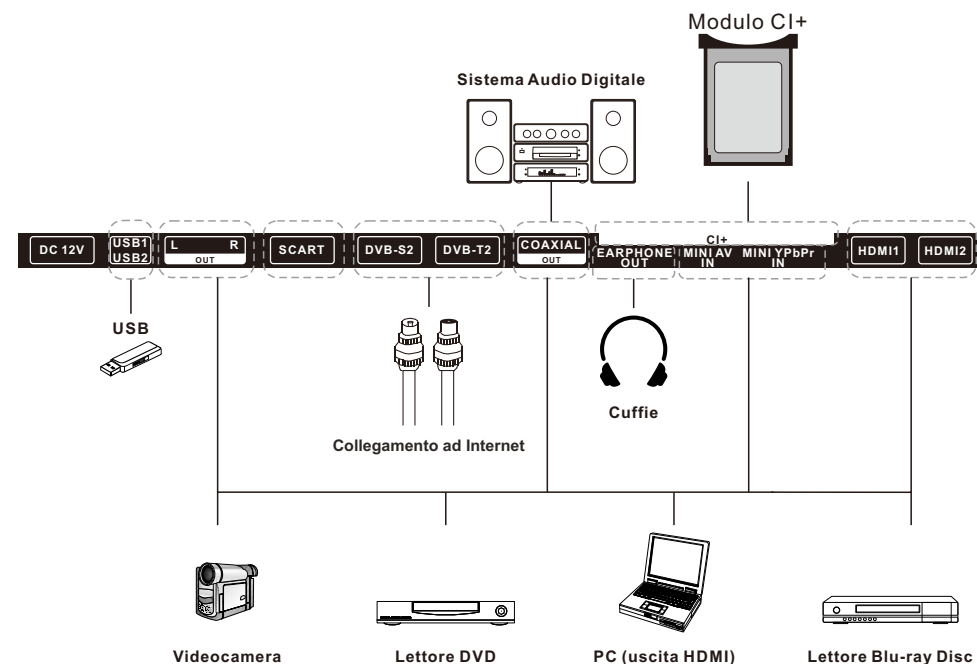 Modulo CI+
Sistema Audio Digitale
DC 12V
USB1
USB2
L R
OUT
SCART
DVB-S2
DVB-T2
COAXIAL
OUT
CI+
EARPHONE
OUT
MINI AV
IN
MINI YPbPr
IN
HDMI1
HDMI2
USB
Cuffie
Collegamento ad Internet
Videocamera
Lettore DVD
PC (uscita HDMI)
Lettore Blu-ray Disc